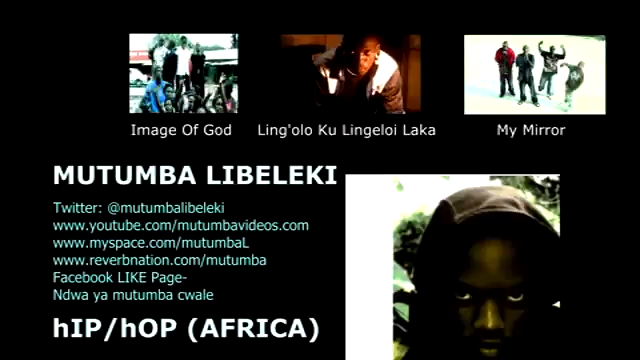 Image Of God
Ling'olo Ku Lingeloi Laka
My Mirror
MUTUMBA LIBELEKI
Twitter: @mutumbalibeleki
www.youtube.com/mutumbavideos.com
www.myspace.com/mutumbaL
www.reverbnation.com/mutumba
Facebook LIKE Page-
Ndwa ya mutumba cwale
hIP/hOP (AFRICA)